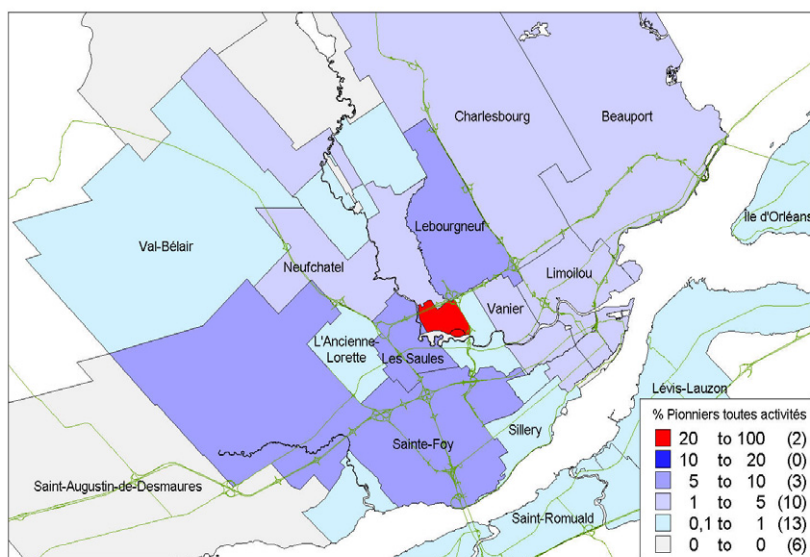 Charlesbourg
Beauport
Île d'Orléans
Lebourgneuf
Val-Bélair
Neufchatel
Limoilou
Vanier
L'Ancienne-
Lorette
Les Saules
Lévis-Lauzon
Sillery
Sainte-Foy
Saint-Augustin-de-Desmaures
Saint-Romuald
% Pionniers toutes activités
20 to 100 (2)
10 to 20 (0)
5 to 10 (3)
1 to 5 (10)
0,1 to 1 (13)
0 to 0 (6)